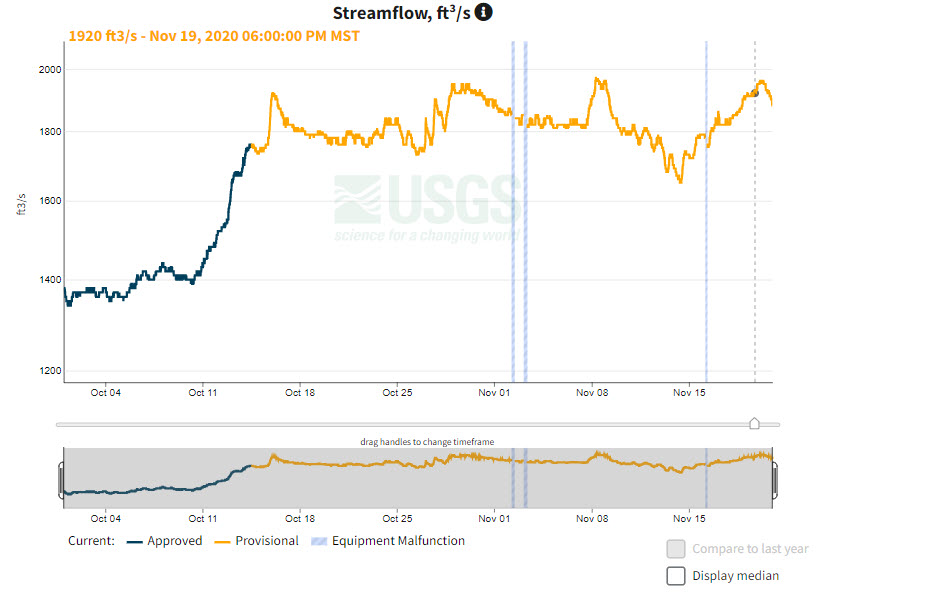 Streamflow, ft³/s
1920 ft3/s - Nov 19, 2020 06:00:00 PM MST
2000
1800
1600
1400
1200
ft3/s
USGS
science for a changing world
Oct 04 Oct 11 Oct 18 Oct 25 Nov 01 Nov 08 Nov 15
drag handles to change timeframe
Oct 04 Oct 11 Oct 18 Oct 25 Nov 01 Nov 08 Nov 15
Current: Approved Provisional Equipment Malfunction
Compare to last year
Display median